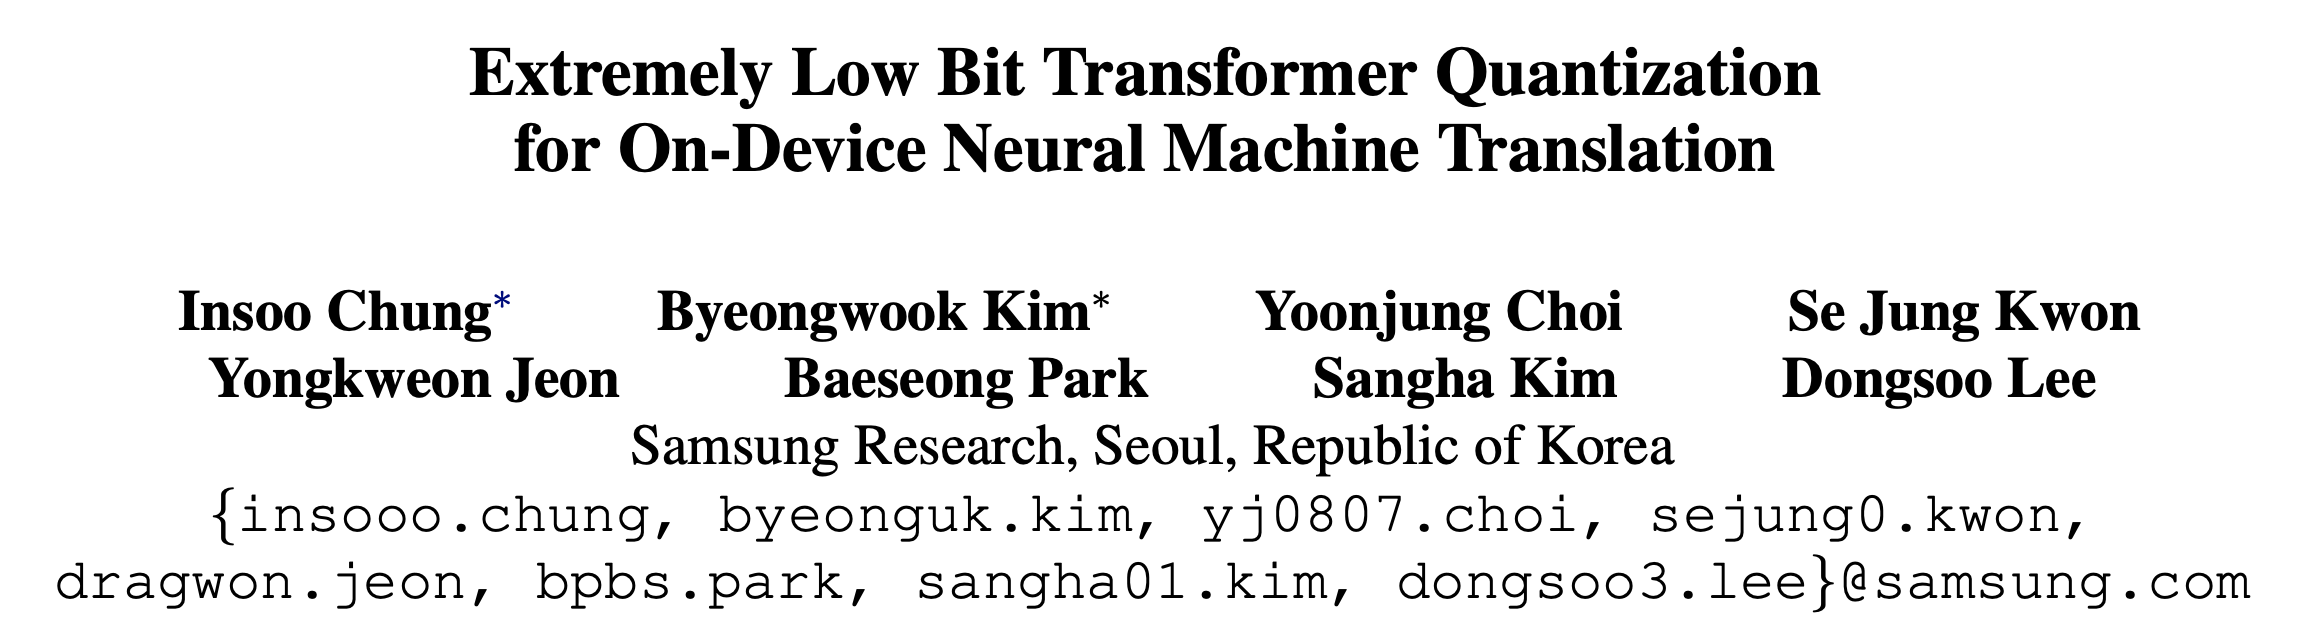 Extremely Low Bit Transformer Quantization
for On-Device Neural Machine Translation
Insoo Chung* Byeongwook Kim* Yoonjung Choi Se Jung Kwon
Yongkweon Jeon Baeseong Park Sangha Kim Dongsoo Lee
Samsung Research, Seoul, Republic of Korea
{insooo.chung, byeonguk.kim, yj0807.choi, sejung0.kwon,
dragwon.jeon, bpbs.park, sangha01.kim, dongsoo3.lee}@samsung.com